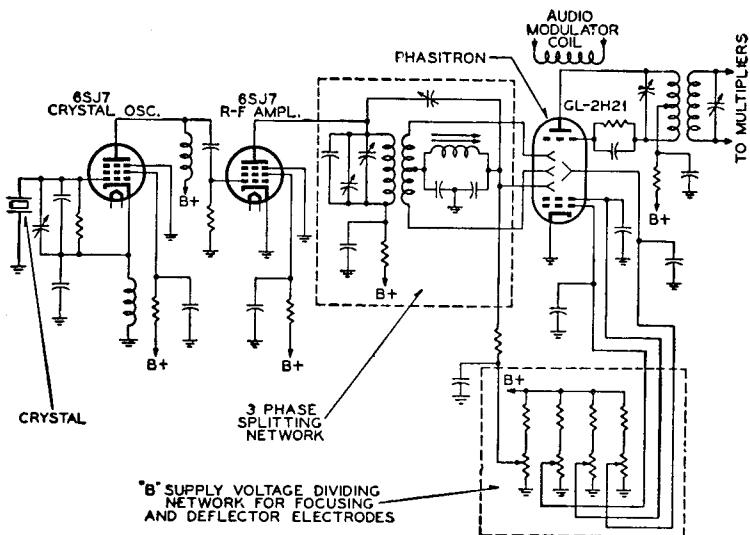 AUDIO
MODULATOR
COIL
PHASITRON
6SJ7
CRYSTAL OSC.
6SJ7
R-F AMPL.
GL-2H21
TO MULTIPLIERS
B+
B+
B+
B+
B+
B+
CRYSTAL
3 PHASE
SPLITTING
NETWORK
"B" SUPPLY VOLTAGE DIVIDING
NETWORK FOR FOCUSING
AND DEFLECTOR ELECTRODES